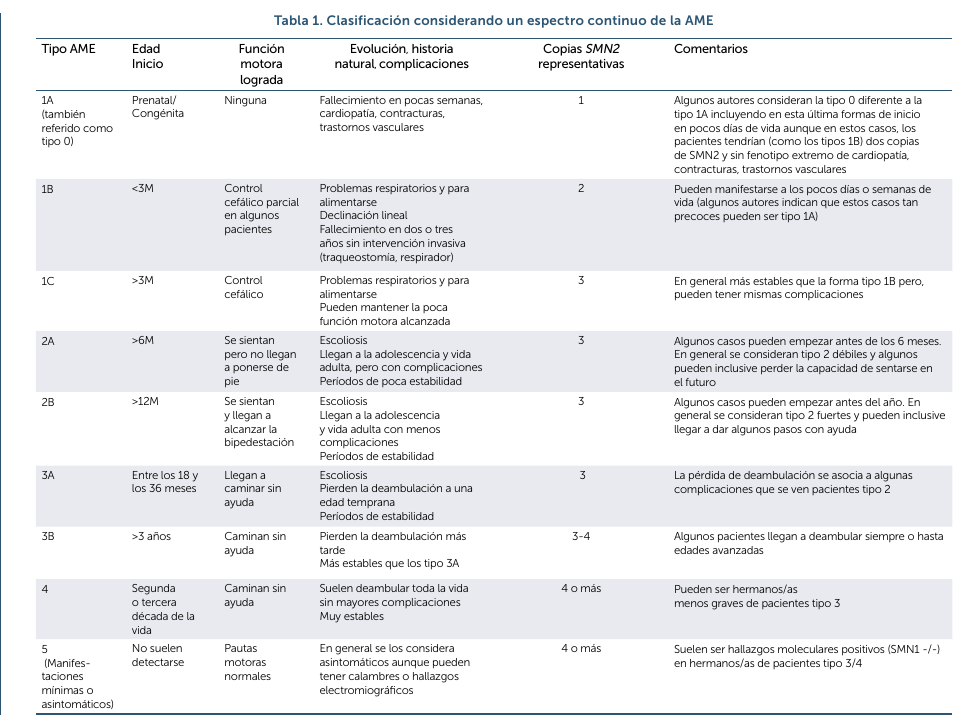 Tabla 1. Clasificación considerando un espectro continuo de la AME
Tipo AME
Edad
Inicio
Función
motora
lograda
Evolución, historia
natural, complicaciones
Copias SMN2
representativas
Comentarios
1A
(también
referido como
tipo 0)
Prenatal/
Congénita
Ninguna
Fallecimiento en pocas semanas,
cardiopatía, contracturas,
trastornos vasculares
1
Algunos autores consideran la tipo 0 diferente a la
tipo 1A incluyendo en esta última formas de inicio
en pocos días de vida aunque en estos casos, los
pacientes tendrían (como los tipos 1B) dos copias
de SMN2 y sin fenotipo extremo de cardiopatía,
contracturas, trastornos vasculares
1B
<3M
Control
cefálico parcial
en algunos
pacientes
Problemas respiratorios y para
alimentarse
Declinación lineal
Fallecimiento en dos o tres
años sin intervención invasiva
(traqueostomía, respirador)
2
Pueden manifestarse a los pocos días o semanas de
vida (algunos autores indican que estos casos tan
precoces pueden ser tipo 1A)
1C
>3M
Control
cefálico
Problemas respiratorios y para
alimentarse
Pueden mantener la poca
función motora alcanzada
3
En general más estables que la forma tipo 1B pero,
pueden tener mismas complicaciones
2A
>6M
Se sientan
pero no llegan
a ponerse de
pie
Escoliosis
Llegan a la adolescencia y vida
adulta, pero con complicaciones
Períodos de poca estabilidad
3
Algunos casos pueden empezar antes de los 6 meses.
En general se consideran tipo 2 débiles y algunos
pueden inclusive perder la capacidad de sentarse en
el futuro
2B
>12M
Se sientan
y llegan a
alcanzar la
bipedestación
Escoliosis
Llegan a la adolescencia
y vida adulta con menos
complicaciones
Períodos de estabilidad
3
Algunos casos pueden empezar antes del año. En
general se consideran tipo 2 fuertes y pueden inclusive
llegar a dar algunos pasos con ayuda
3A
Entre los 18 y
los 36 meses
Llegan a
caminar sin
ayuda
Escoliosis
Pierden la deambulación a una
edad temprana
Períodos de estabilidad
3
La pérdida de deambulación se asocia a algunas
complicaciones que se ven pacientes tipo 2
3B
>3 años
Caminan sin
ayuda
Pierden la deambulación más
tarde
Más estables que los tipo 3A
3-4
Algunos pacientes llegan a deambular siempre o hasta
edades avanzadas
4
Segunda
o tercera
década de la
vida
Caminan sin
ayuda
Suelen deambular toda la vida
sin mayores complicaciones
Muy estables
4 o más
Pueden ser hermanos/as
menos graves de pacientes tipo 3
5
(Manifes-
taciones
mínimas o
asintomáticos)
No suelen
detectarse
Pautas
motoras
normales
En general se los considera
asintomáticos aunque pueden
tener calambres o hallazgos
electromiográficos
4 o más
Suelen ser hallazgos moleculares positivos (SMN1 -/-)
en hermanos/as de pacientes tipo 3/4